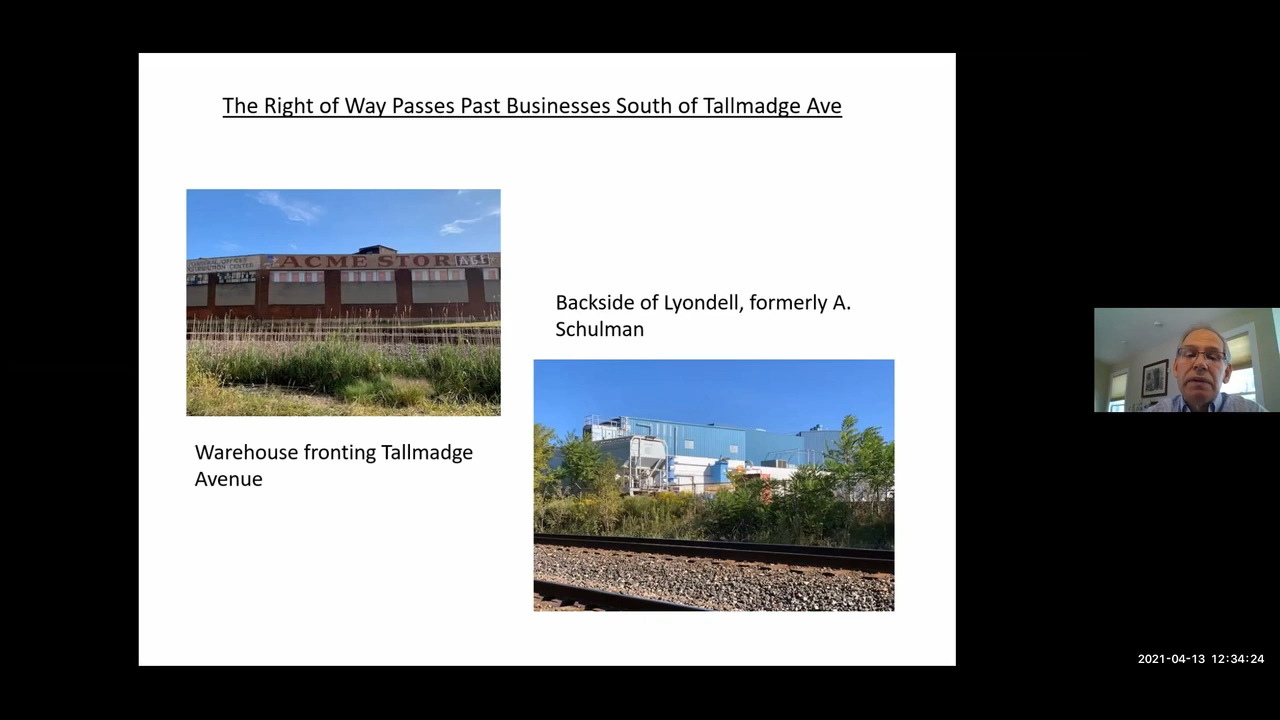 The Right of Way Passes Past Businesses South of Tallmadge Ave
ACME STORAGE
Warehouse fronting Tallmadge
Avenue
Backside of Lyondell, formerly A.
Schulman
2021-04-13 12:34:24